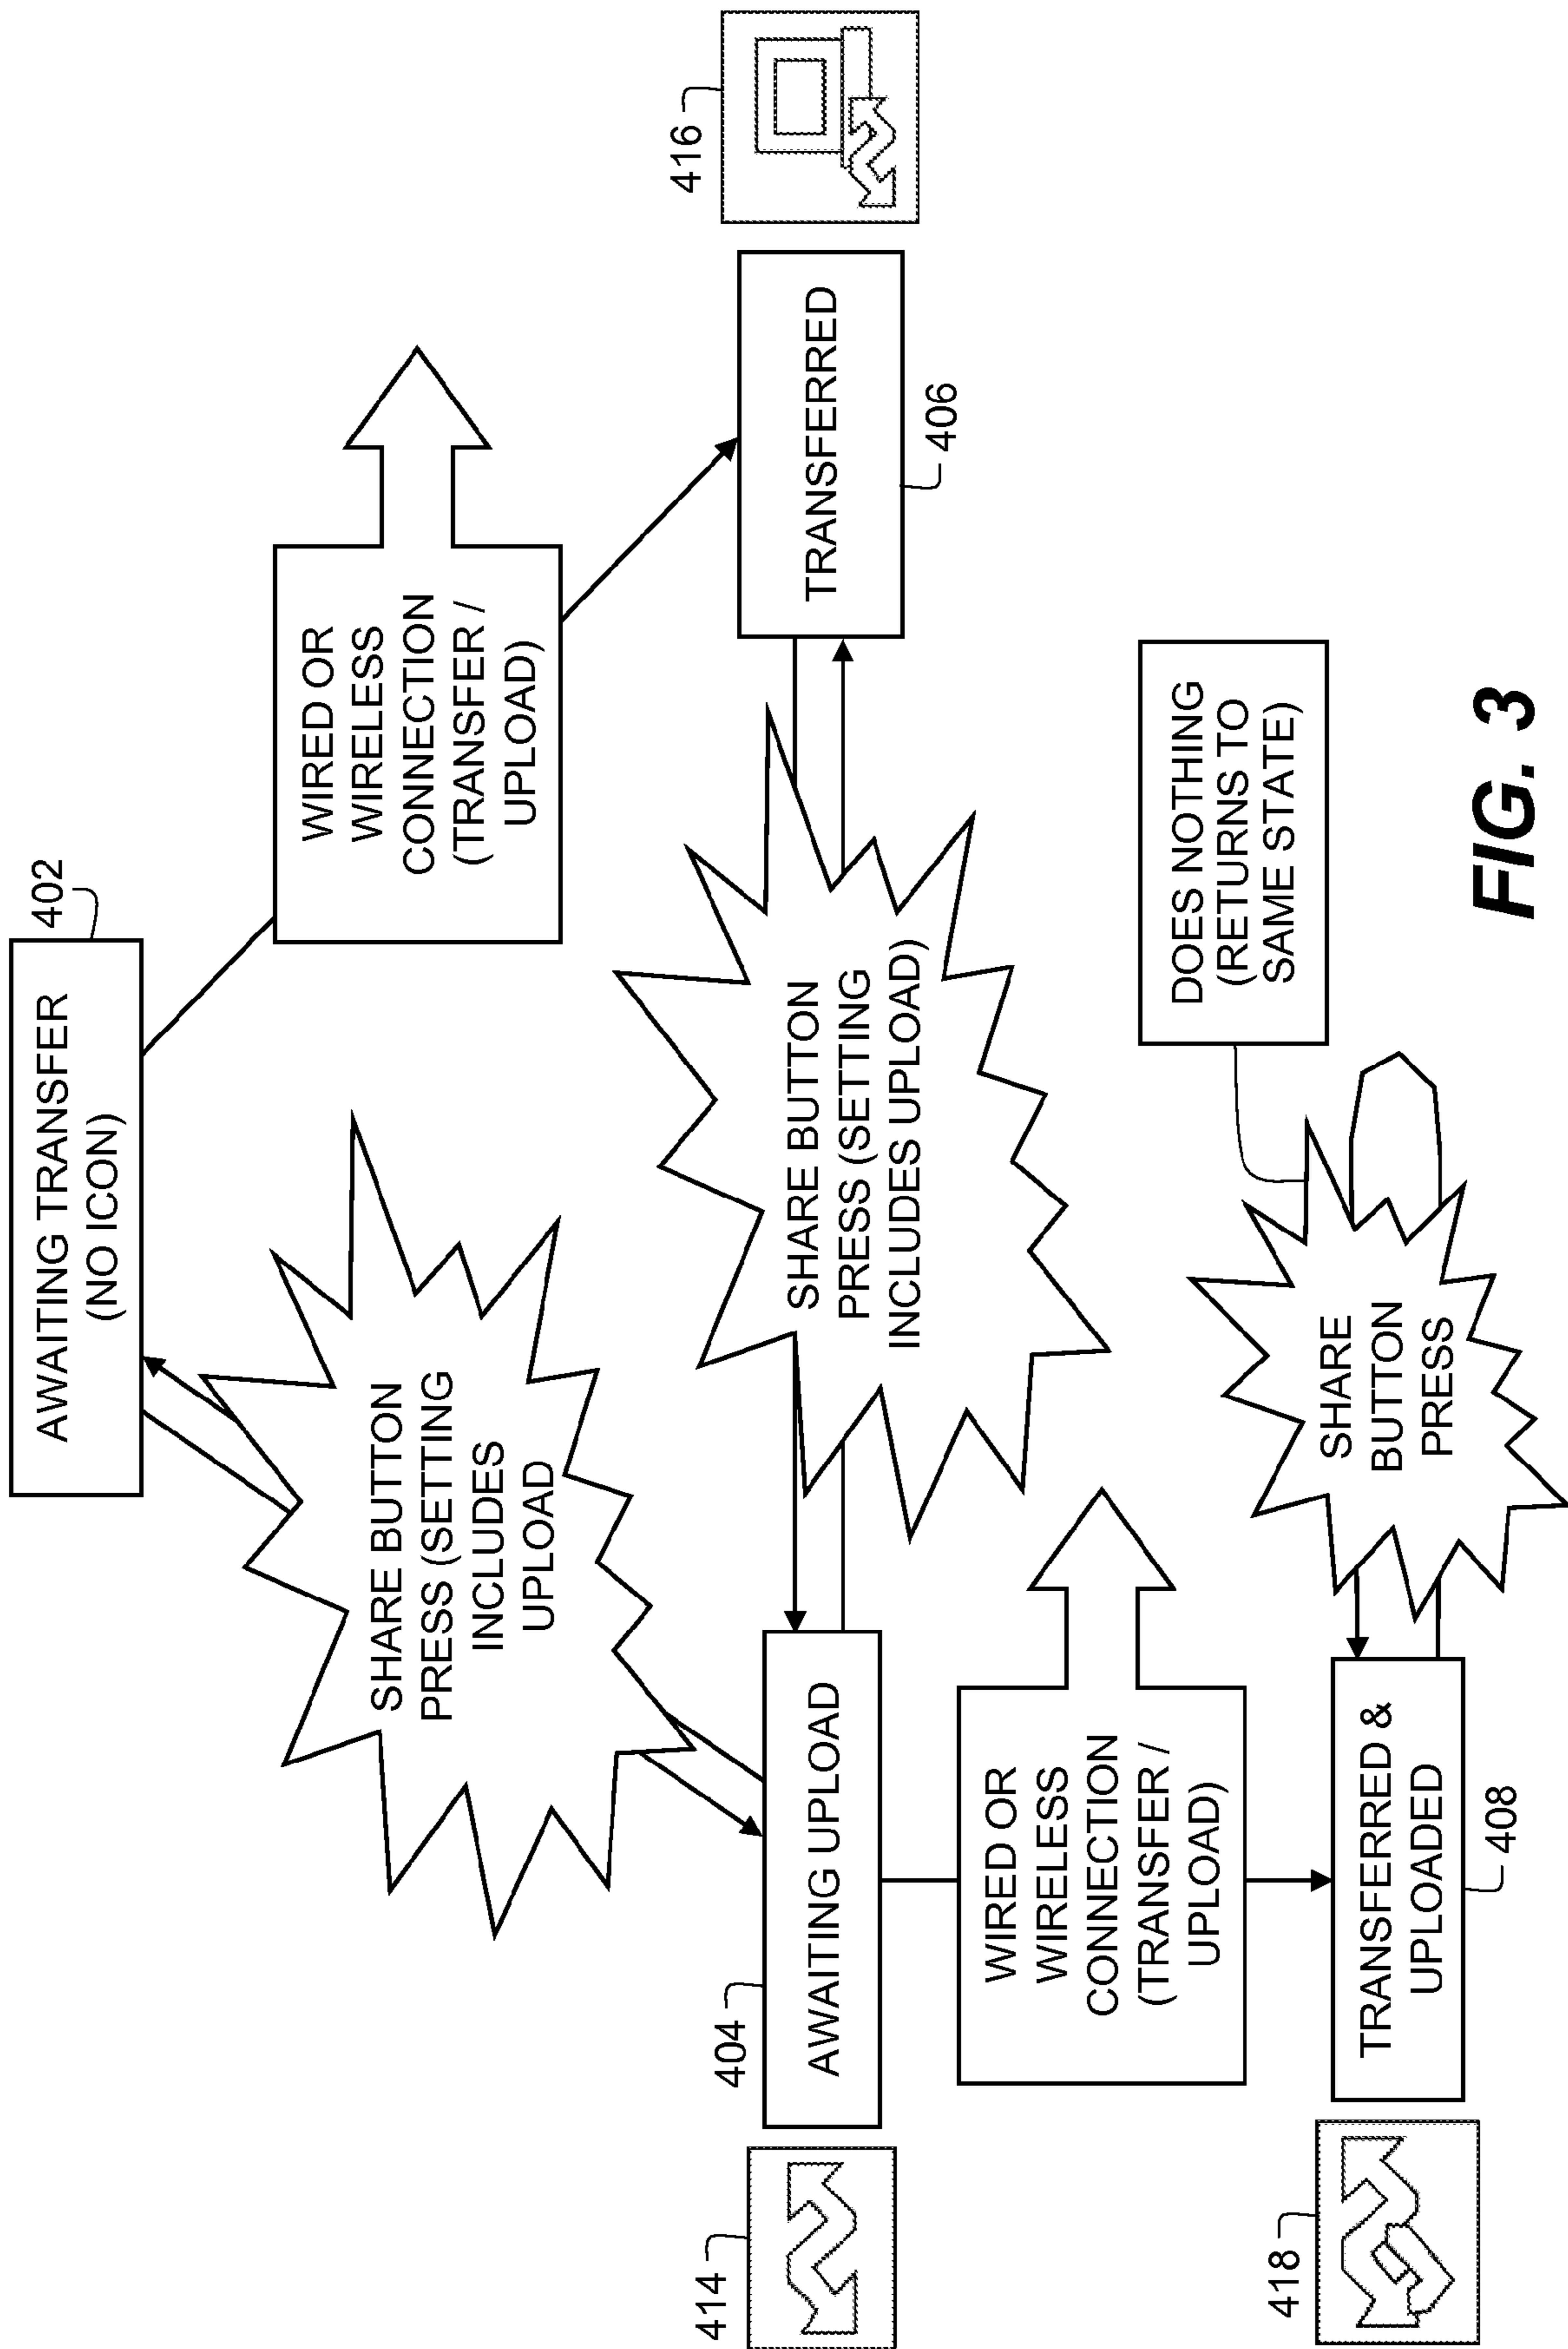 402
AWAITING TRANSFER
(NO ICON)
SHARE BUTTON
PRESS (SETTING
INCLUDES
UPLOAD
WIRED OR
WIRELESS
CONNECTION
(TRANSFER /
UPLOAD)
414
404
AWAITING UPLOAD
SHARE BUTTON
PRESS (SETTING
INCLUDES UPLOAD)
TRANSFERRED
406
416
WIRED OR
WIRELESS
CONNECTION
(TRANSFER /
UPLOAD)
DOES NOTHING
(RETURNS TO
SAME STATE)
418
TRANSFERRED &
UPLOADED
408
SHARE
BUTTON
PRESS
FIG. 3